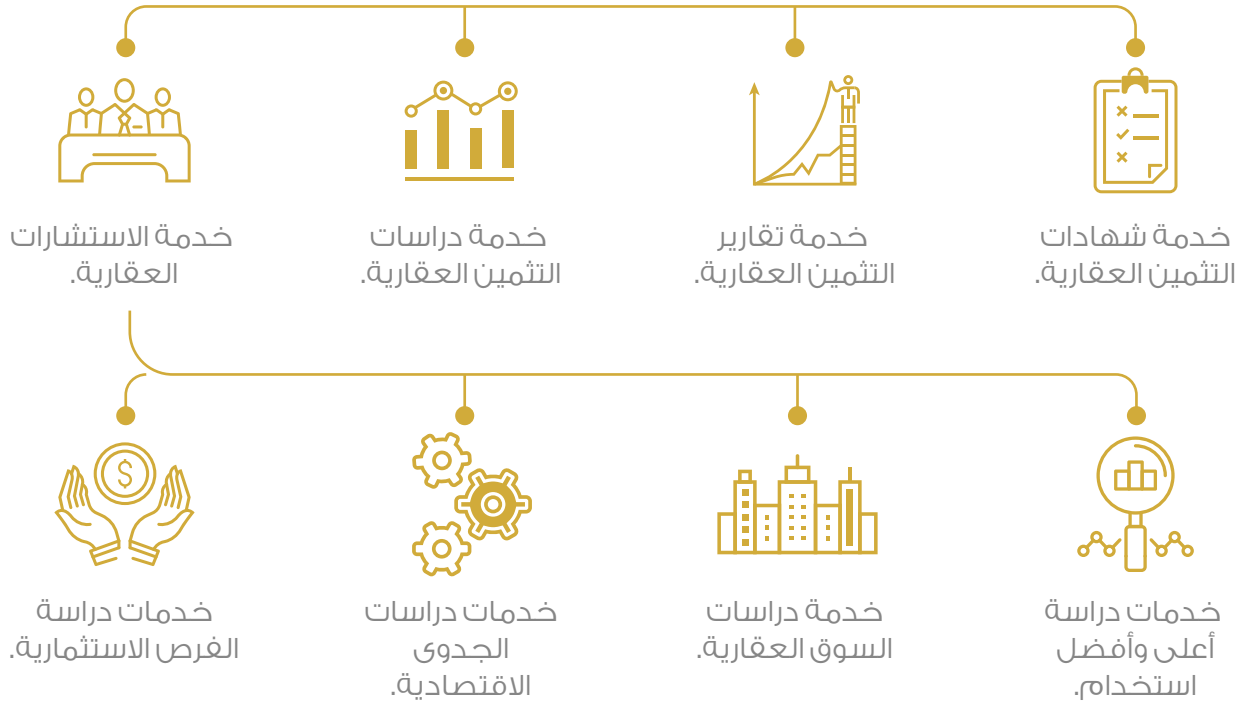 خدمة شهادات
التثمين العقارية.
خدمة تقارير
التثمين العقارية.
خدمة دراسات
التثمين العقارية.
خدمة الاستشارات
العقارية.
خدمات دراسة
أعلى وأفضل
استخدام.
خدمة دراسات
السوق العقارية.
خدمات دراسات
الجدوى
الاقتصادية.
خدمات دراسة
الفرص الاستثمارية.
$